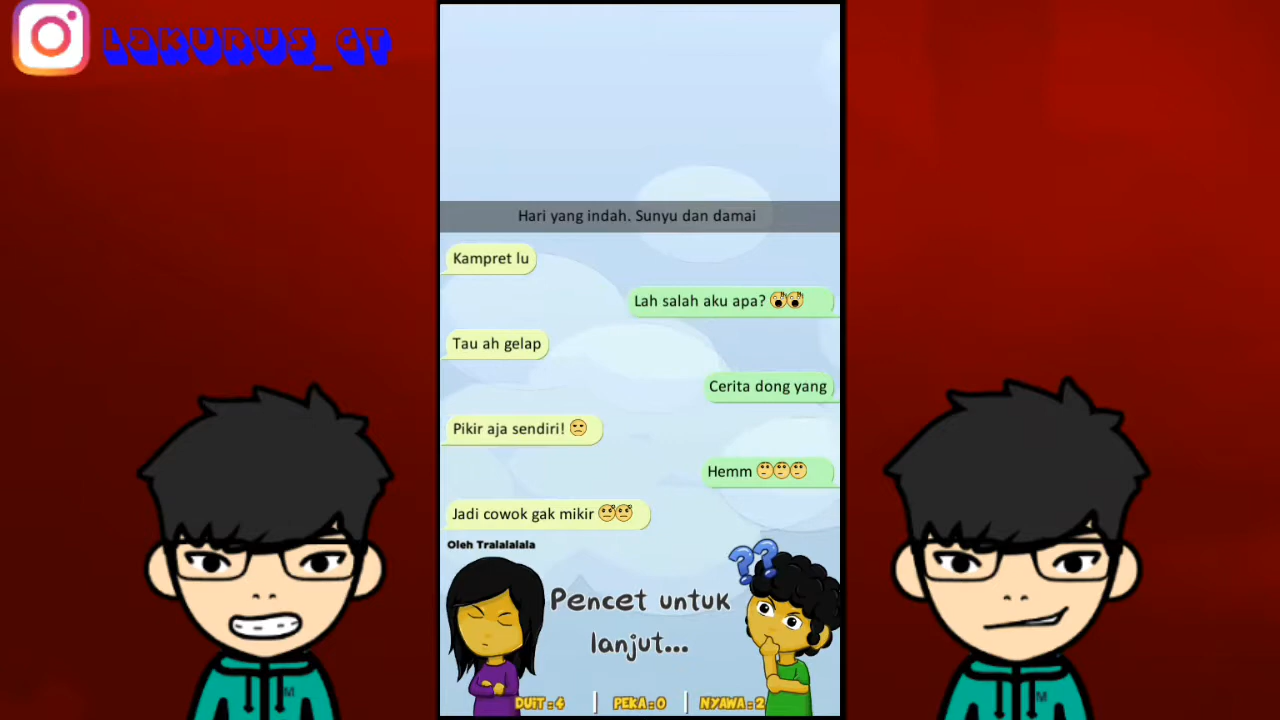 LAKURUS_GT
Hari yang indah. Sunyu dan damai
Kampret lu
Lah salah aku apa?
Tau ah gelap
Cerita dong yang
Pikir aja sendiri!
Hemm
Jadi cowok gak mikir
Oleh Tralalalala
??
Pencet untuk
lanjut...
M
M
DUIT : 4 | PEKA : 0 | NYAWA : 2